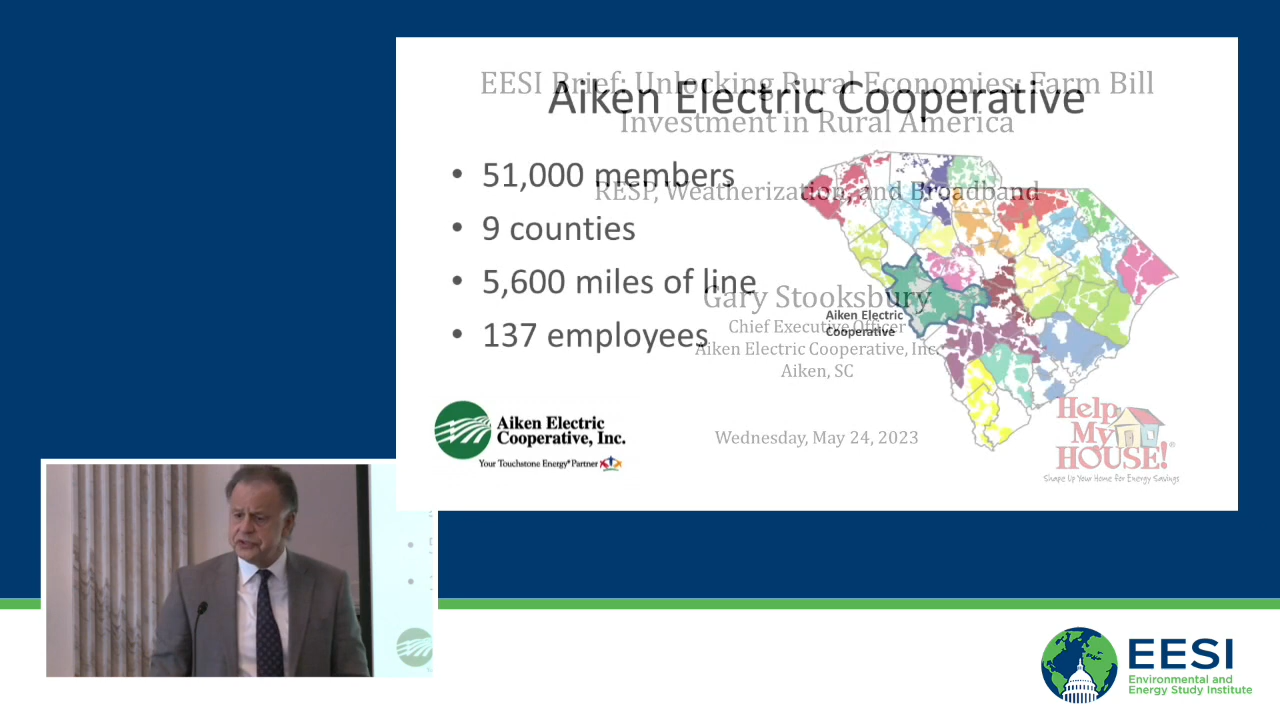 EESI Brief: Unlocking Rural Economies: Farm Bill
Investment in Rural America
Aiken Electric Cooperative
RESP, Weatherization, and Broadband
• 51,000 members
• 9 counties
• 5,600 miles of line
• 137 employees
Gary Stooksbury
Chief Executive Officer
Aiken Electric Cooperative, Inc.
Aiken, SC
Wednesday, May 24, 2023
Aiken Electric
Cooperative
Aiken Electric
Cooperative, Inc.
Your Touchstone Energy® Partner
Help
My
HOUSE!®
Shape Up Your Home for Energy Savings
EESI
Environmental and
Energy Study Institute